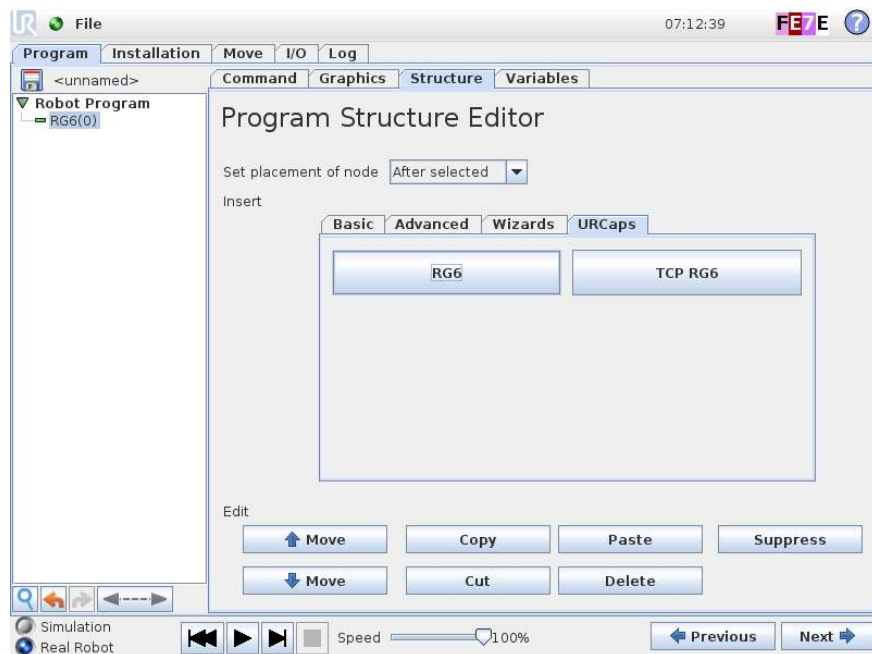 UR File 07:12:39 FE7E ?
Program Installation Move I/O Log
<unnamed> Command Graphics Structure Variables
Robot Program
RG6(0)
Program Structure Editor
Set placement of node After selected
Insert
Basic Advanced Wizards URCaps
RG6 TCP RG6
Edit
Move Copy Paste Suppress
Move Cut Delete
Simulation
Real Robot
Speed 100% Previous Next